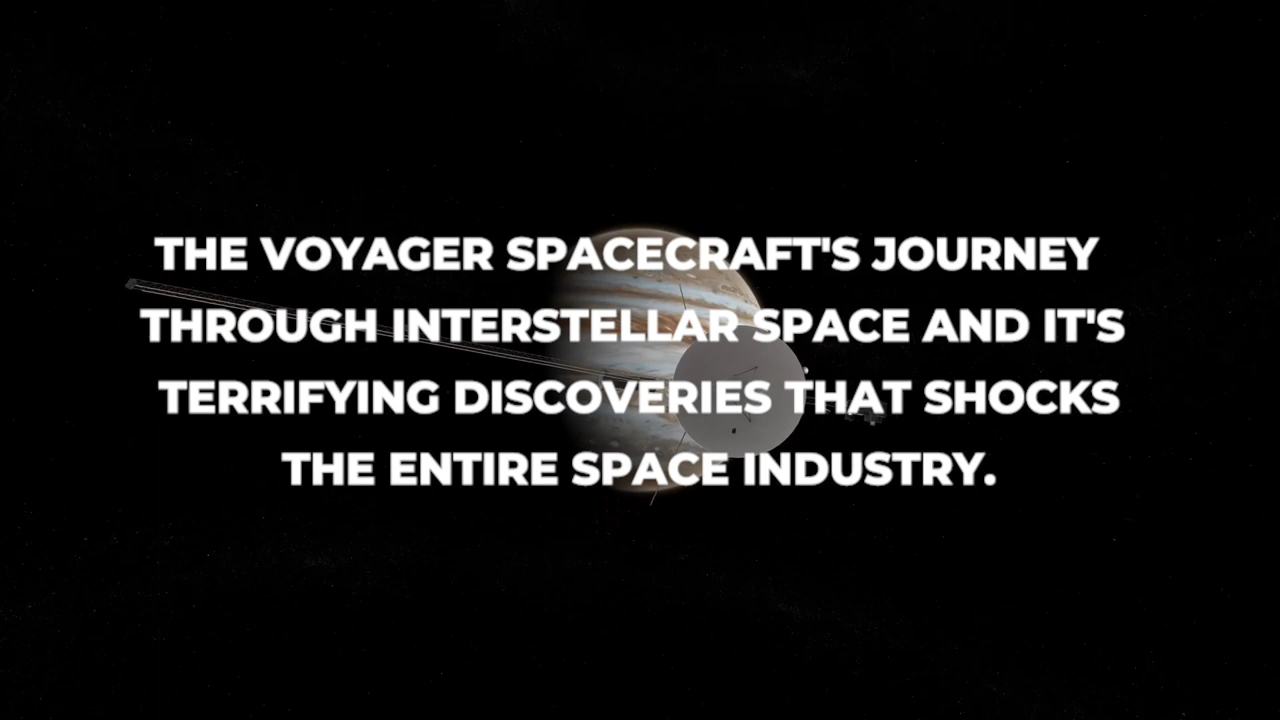 THE VOYAGER SPACECRAFT'S JOURNEY
THROUGH INTERSTELLAR SPACE AND IT'S
TERRIFYING DISCOVERIES THAT SHOCKS
THE ENTIRE SPACE INDUSTRY.